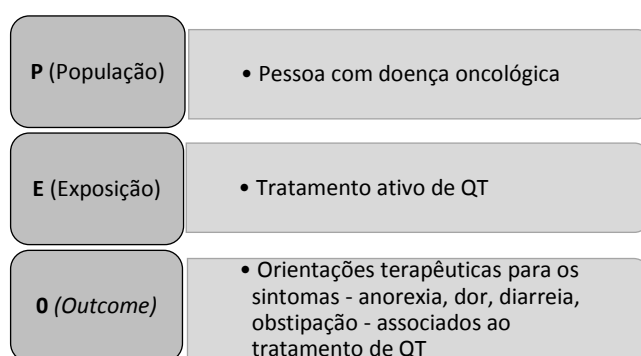 P (População)
• Pessoa com doença oncológica
E (Exposição)
• Tratamento ativo de QT
0 (Outcome)
• Orientações terapêuticas para os
sintomas - anorexia, dor, diarreia,
obstipação - associados ao
tratamento de QT